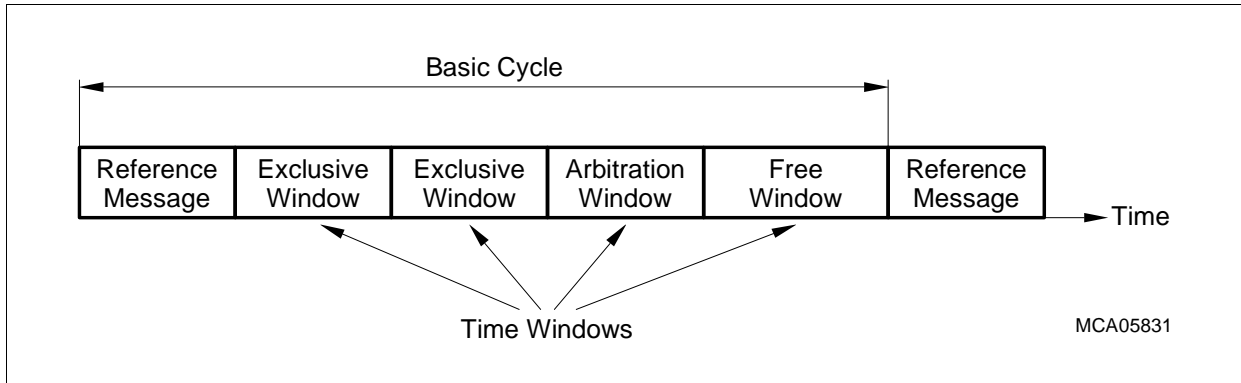 Basic Cycle
Reference Message
Exclusive Window
Exclusive Window
Arbitration Window
Free Window
Reference Message
Time
Time Windows
MCA05831